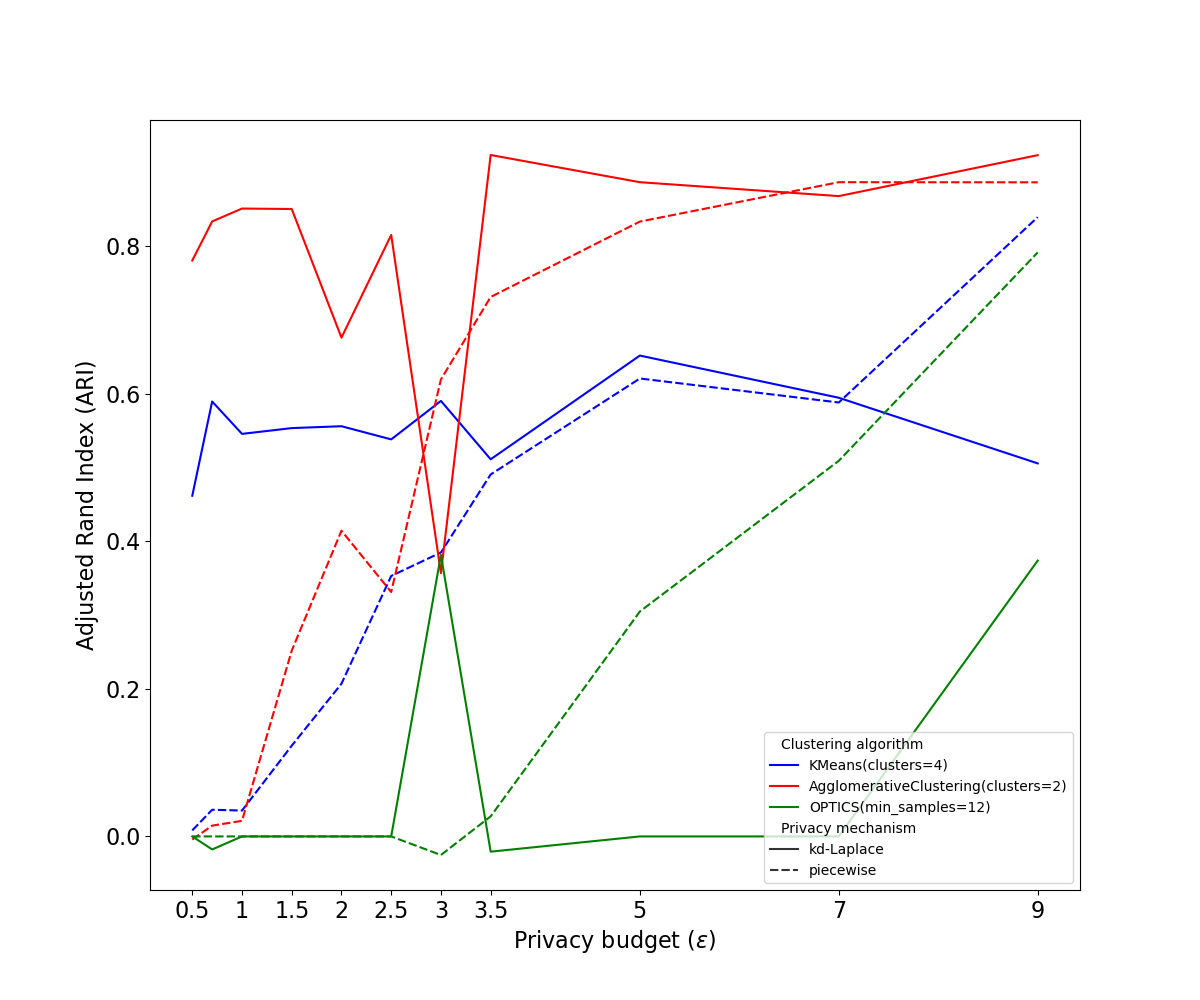 0.8
0.6
0.4
0.2
0.0
Adjusted Rand Index (ARI)
0.5 1 1.5 2 2.5 3 3.5 5 7 9
Privacy budget (ε)
Clustering algorithm
KMeans(clusters=4)
AgglomerativeClustering(clusters=2)
OPTICS(min_samples=12)
Privacy mechanism
kd-Laplace
piecewise